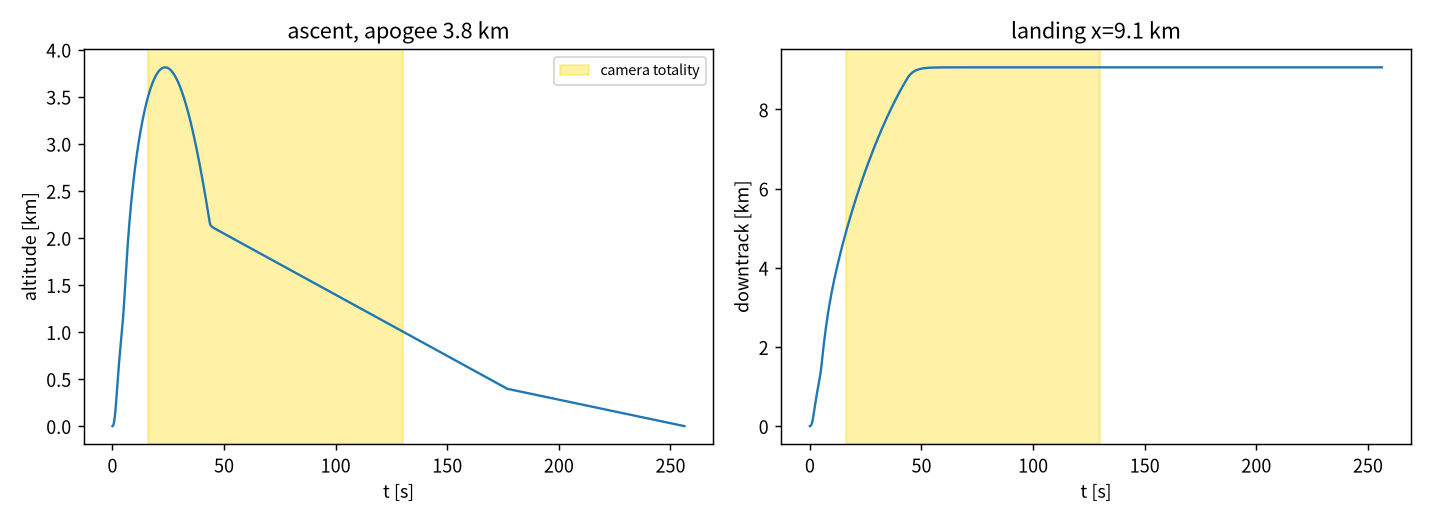 ascent, apogee 3.8 km
altitude [km]
4.0
3.5
3.0
2.5
2.0
1.5
1.0
0.5
0.0
camera totality
0 50 100 150 200 250
t [s]
landing x=9.1 km
downtrack [km]
8
6
4
2
0
0 50 100 150 200 250
t [s]